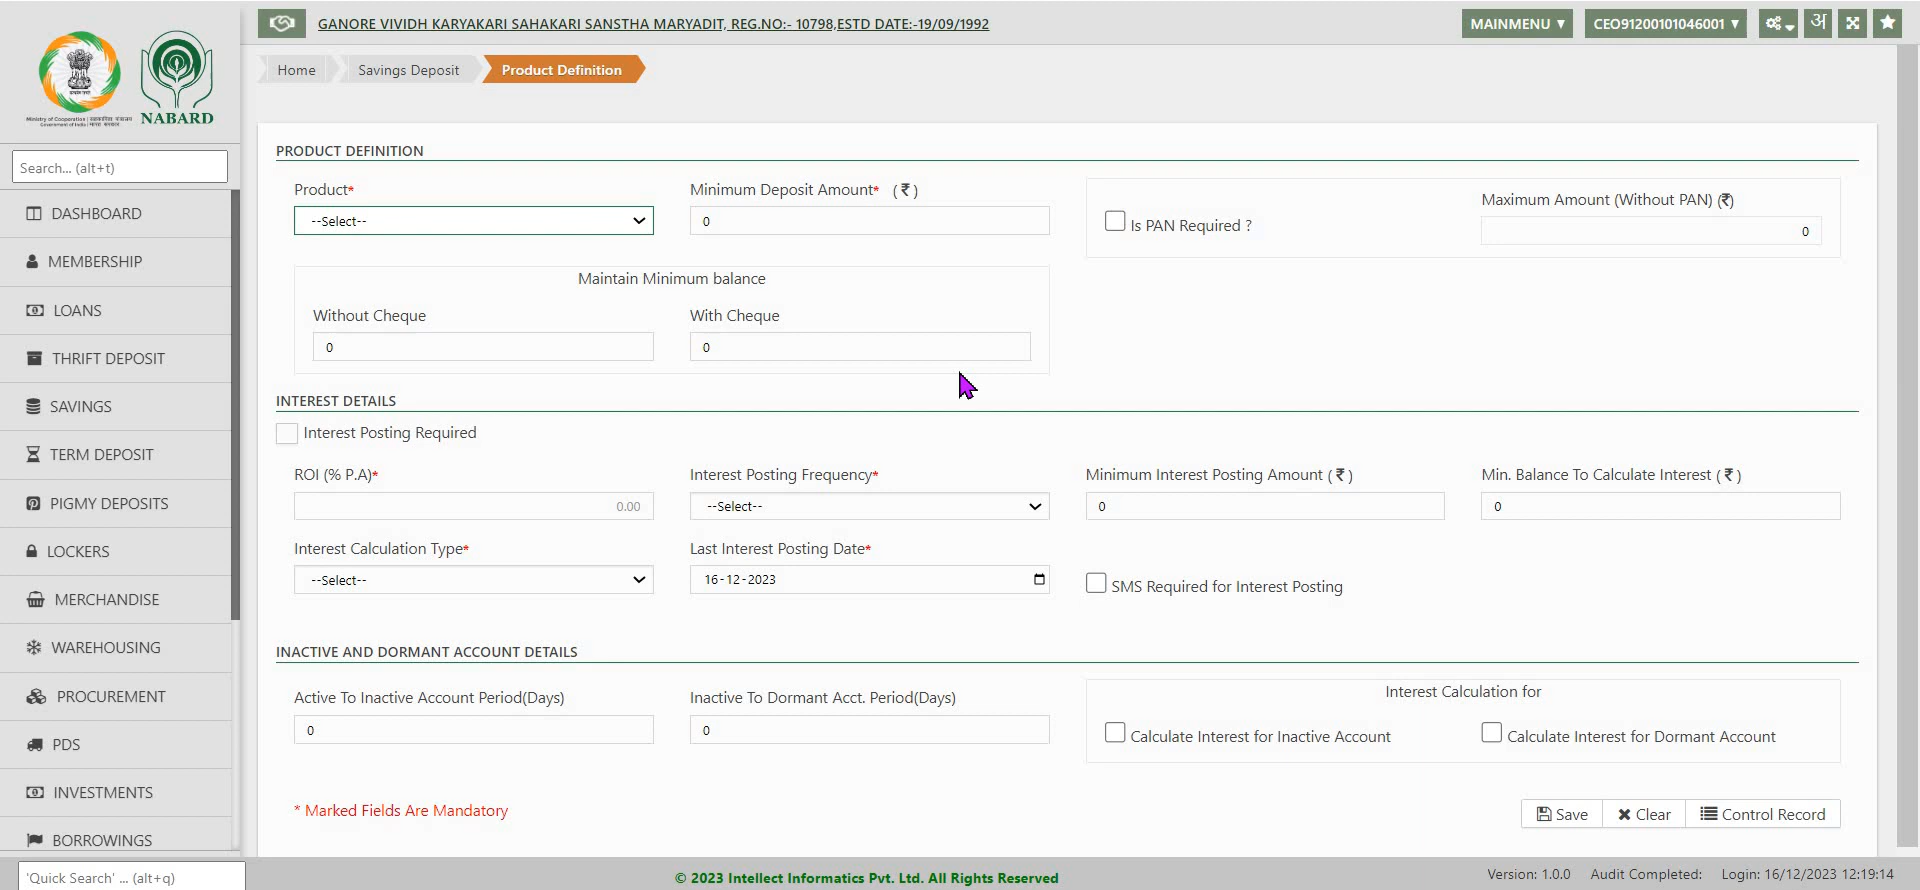 GANORE VIVIDH KARYAKARI SAHAKARI SANSTHA MARYADIT, REG.NO:- 10798,ESTD DATE:-19/09/1992
MAINMENU ▾
CEO91200101046001 ▾
अ
NABARD
Search... (alt+t)
DASHBOARD
MEMBERSHIP
LOANS
THRIFT DEPOSIT
SAVINGS
TERM DEPOSIT
PIGMY DEPOSITS
LOCKERS
MERCHANDISE
WAREHOUSING
PROCUREMENT
PDS
INVESTMENTS
BORROWINGS
'Quick Search' ... (alt+q)
Home
Savings Deposit
Product Definition
PRODUCT DEFINITION
Product*
--Select--
Minimum Deposit Amount* (₹)
0
Is PAN Required ?
Maximum Amount (Without PAN) (₹)
0
Maintain Minimum balance
Without Cheque
0
With Cheque
0
INTEREST DETAILS
Interest Posting Required
ROI (% P.A)*
0.00
Interest Posting Frequency*
--Select--
Minimum Interest Posting Amount (₹)
0
Min. Balance To Calculate Interest (₹)
0
Interest Calculation Type*
--Select--
Last Interest Posting Date*
16-12-2023
SMS Required for Interest Posting
INACTIVE AND DORMANT ACCOUNT DETAILS
Active To Inactive Account Period(Days)
0
Inactive To Dormant Acct. Period(Days)
0
Interest Calculation for
Calculate Interest for Inactive Account
Calculate Interest for Dormant Account
* Marked Fields Are Mandatory
Save
Clear
Control Record
© 2023 Intellect Informatics Pvt. Ltd. All Rights Reserved
Version: 1.0.0
Audit Completed:
Login: 16/12/2023 12:19:14